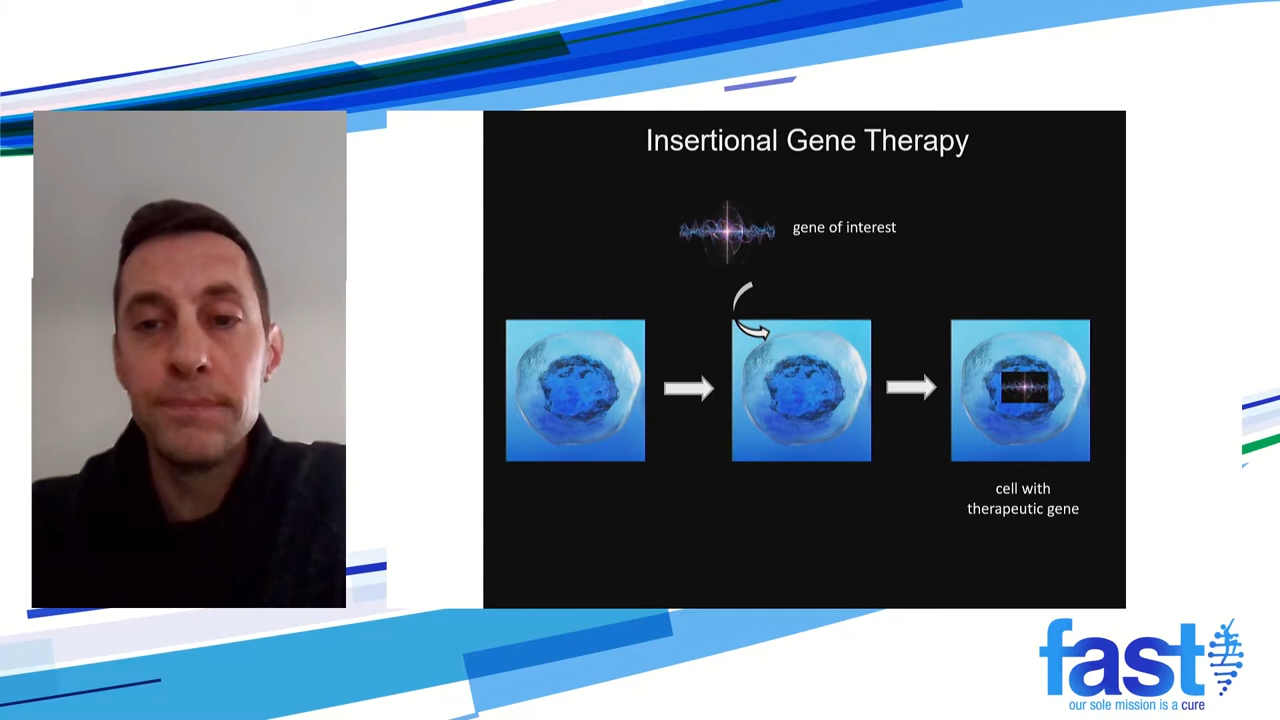 Insertional Gene Therapy
gene of interest
cell with
therapeutic gene
fast
our sole mission is a cure